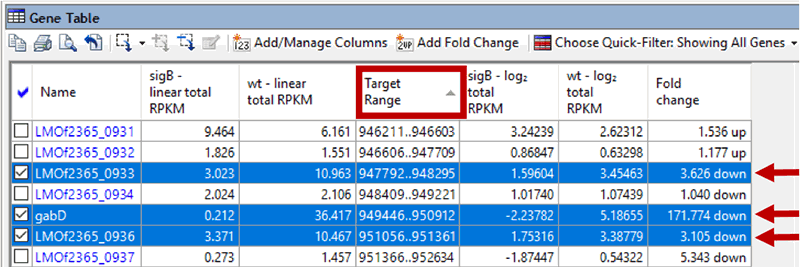 Gene Table
123 Add/Manage Columns 2UP Add Fold Change Choose Quick-Filter: Showing All Genes
Name sigB - linear total RPKM wt - linear total RPKM Target Range sigB - log₂ total RPKM wt - log₂ total RPKM Fold change
LMOf2365_0931 9.464 6.161 946211..946603 3.24239 2.62312 1.536 up
LMOf2365_0932 1.826 1.551 946606..947709 0.86847 0.63298 1.177 up
LMOf2365_0933 3.023 10.963 947792..948295 1.59604 3.45463 3.626 down
LMOf2365_0934 2.024 2.106 948409..949221 1.01740 1.07439 1.040 down
gabD 0.212 36.417 949446..950912 -2.23782 5.18655 171.774 down
LMOf2365_0936 3.371 10.467 951056..951361 1.75316 3.38779 3.105 down
LMOf2365_0937 0.273 1.457 951366..952634 -1.87447 0.54322 5.343 down